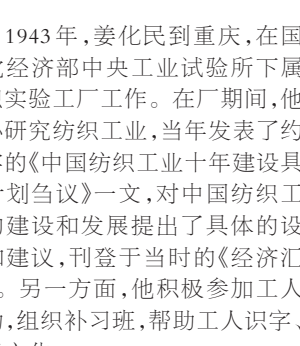 1943年，姜化民到重庆，在国
经济部中央工业试验所下属
实验工厂工作。在厂期间，他
研究纺织工业，当年发表了约
的《中国纺织工业十年建设具
计划刍议》一文，对中国纺织工
建设和发展提出了具体的设
建议，刊登于当时的《经济汇
。另一方面，他积极参加工人
，组织补习班，帮助工人识字、